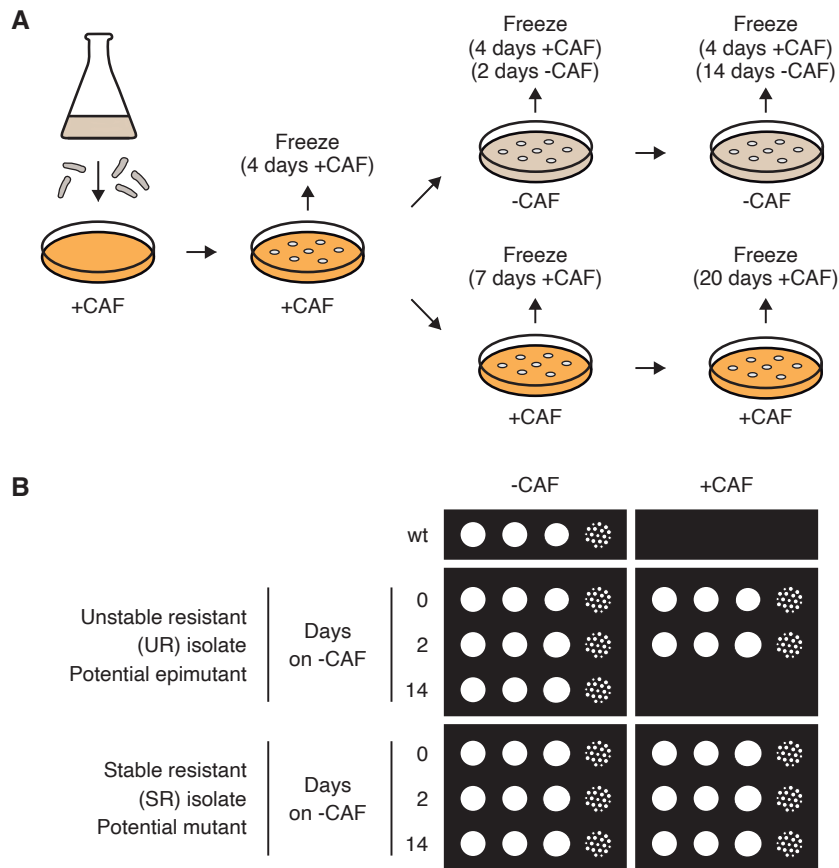 A
Freeze
(4 days +CAF)
(2 days -CAF)
Freeze
(4 days +CAF)
(14 days -CAF)
Freeze
(4 days +CAF)
-CAF
-CAF
+CAF
+CAF
Freeze
(7 days +CAF)
Freeze
(20 days +CAF)
+CAF
+CAF
B
-CAF
+CAF
wt
Unstable resistant
(UR) isolate
Potential epimutant
Days
on -CAF
0
2
14
Stable resistant
(SR) isolate
Potential mutant
Days
on -CAF
0
2
14